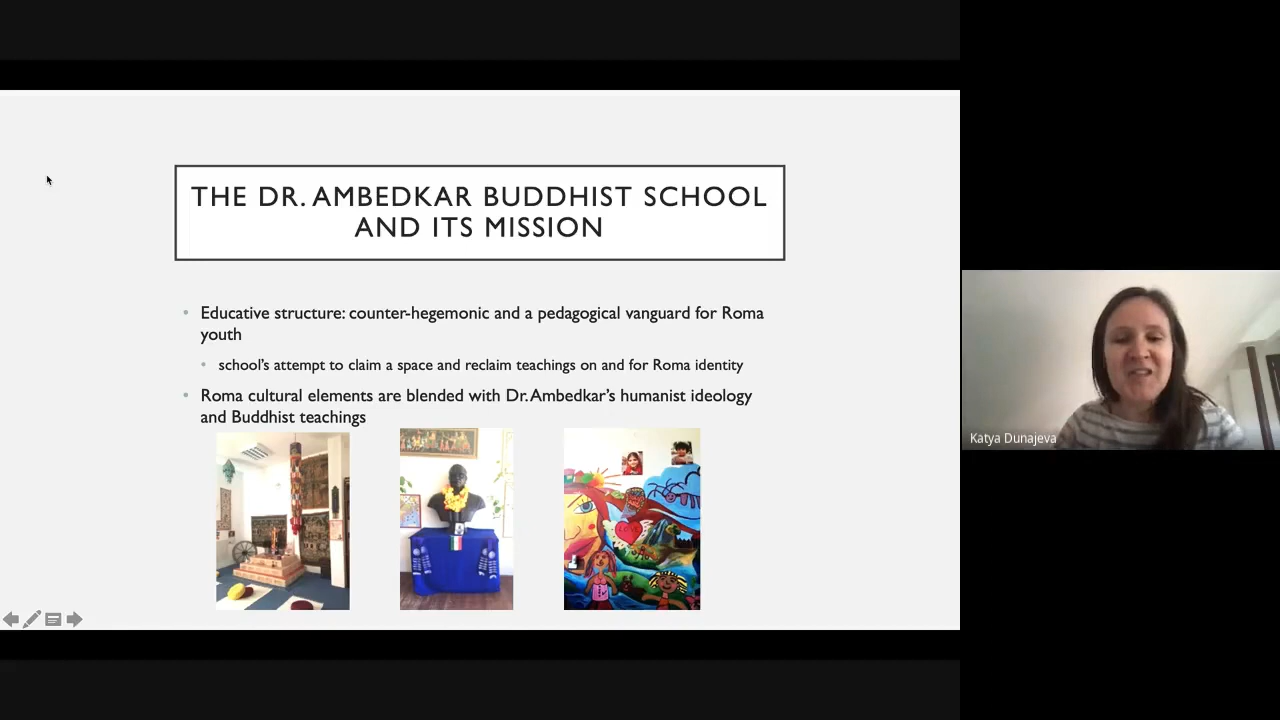 THE DR. AMBEDKAR BUDDHIST SCHOOL
AND ITS MISSION
• Educative structure: counter-hegemonic and a pedagogical vanguard for Roma
youth
• school's attempt to claim a space and reclaim teachings on and for Roma identity
• Roma cultural elements are blended with Dr. Ambedkar's humanist ideology
and Buddhist teachings
Katya Dunajeva